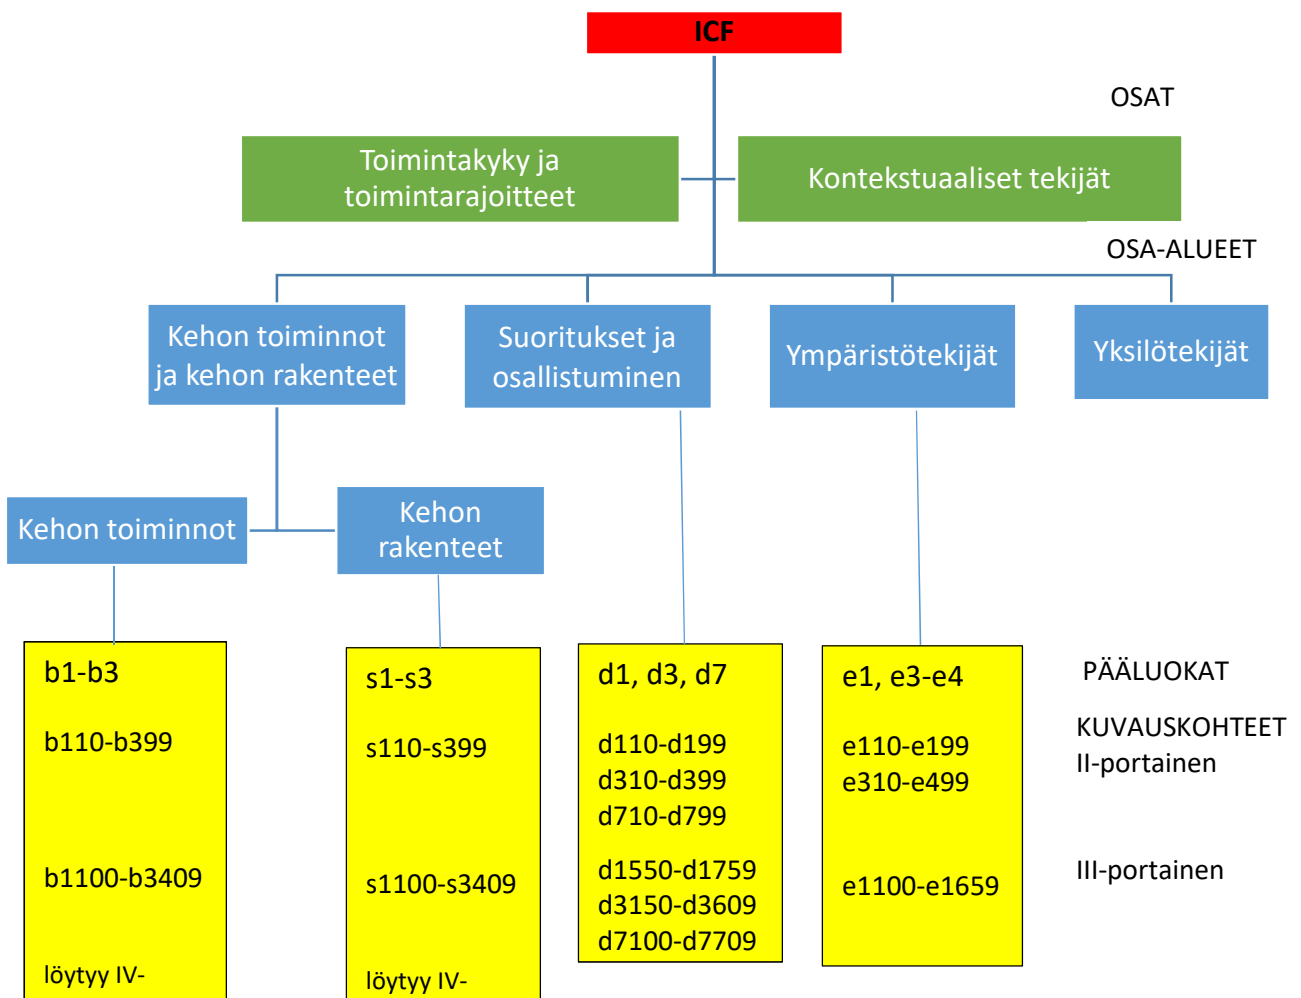 ICF
OSAT
Toimintakyky ja
toimintarajoitteet
Kontekstuaaliset tekijät
OSA-ALUEET
Kehon toiminnot
ja kehon rakenteet
Suoritukset ja
osallistuminen
Ympäristötekijät
Yksilötekijät
Kehon toiminnot
Kehon
rakenteet
b1-b3
b110-b399
b1100-b3409
löytyy IV-
s1-s3
s110-s399
s1100-s3409
löytyy IV-
d1, d3, d7
d110-d199
d310-d399
d710-d799
d1550-d1759
d3150-d3609
d7100-d7709
e1, e3-e4
e110-e199
e310-e499
e1100-e1659
PÄÄLUOKAT
KUVAUSKOHTEET
II-portainen
III-portainen